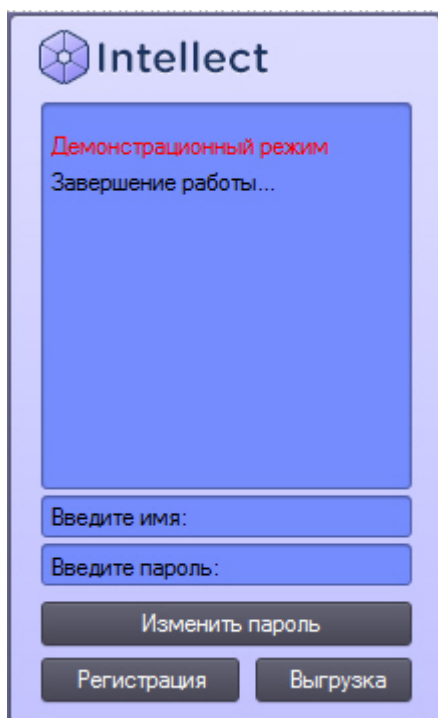 Intellect
Демонстрационный режим
Завершение работы...
Введите имя:
Введите пароль:
Изменить пароль
Регистрация Выгрузка